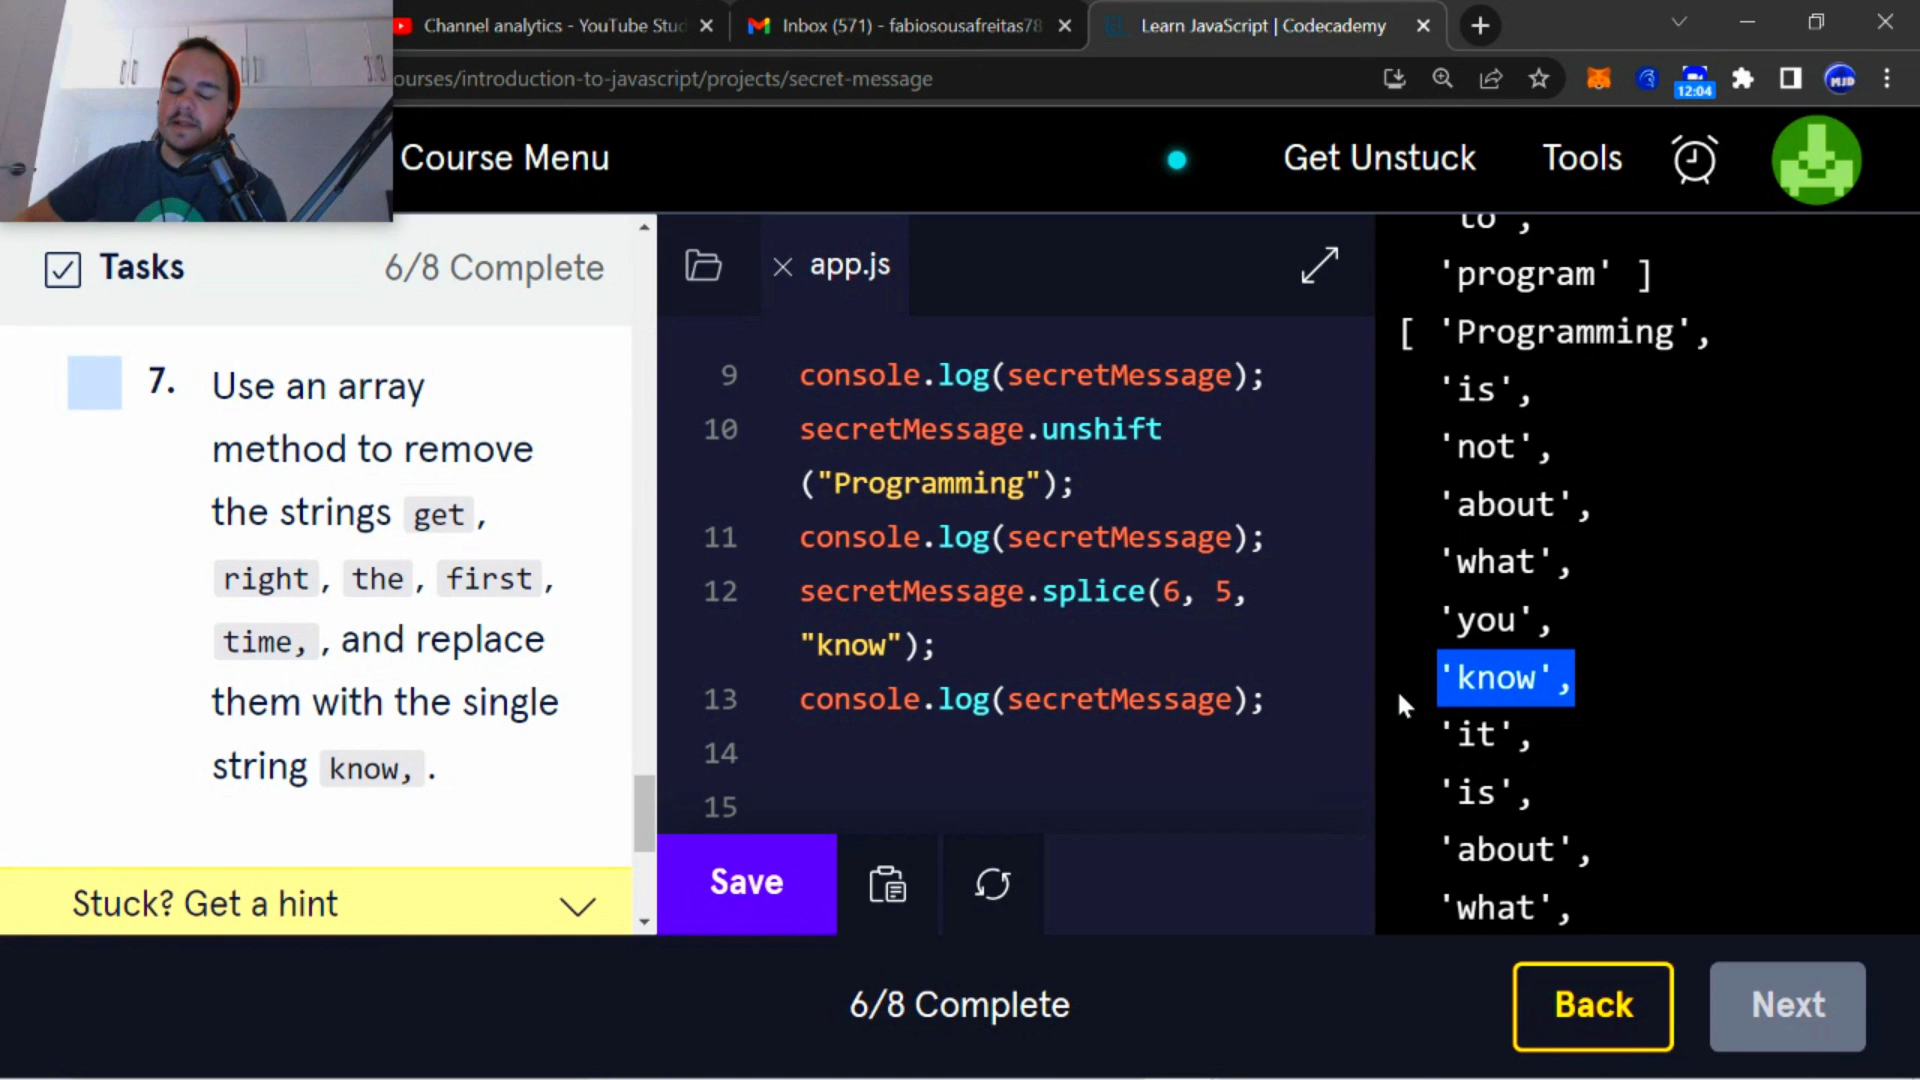 Channel analytics - YouTube Stud
Inbox (571) - fabiosousafreitas78
Learn JavaScript | Codecademy
ourses/introduction-to-javascript/projects/secret-message
12:04
MJD
Course Menu
Get Unstuck
Tools
Tasks
6/8 Complete
7. Use an array
method to remove
the strings get,
right, the, first,
time,, and replace
them with the single
string know,.
Stuck? Get a hint
app.js
9 console.log(secretMessage);
10 secretMessage.unshift
("Programming");
11 console.log(secretMessage);
12 secretMessage.splice(6, 5,
"know");
13 console.log(secretMessage);
14
15
Save
to',
'program' ]
[ 'Programming',
'is',
'not',
'about',
'what',
'you',
'know',
'it',
'is',
'about',
'what',
6/8 Complete
Back
Next